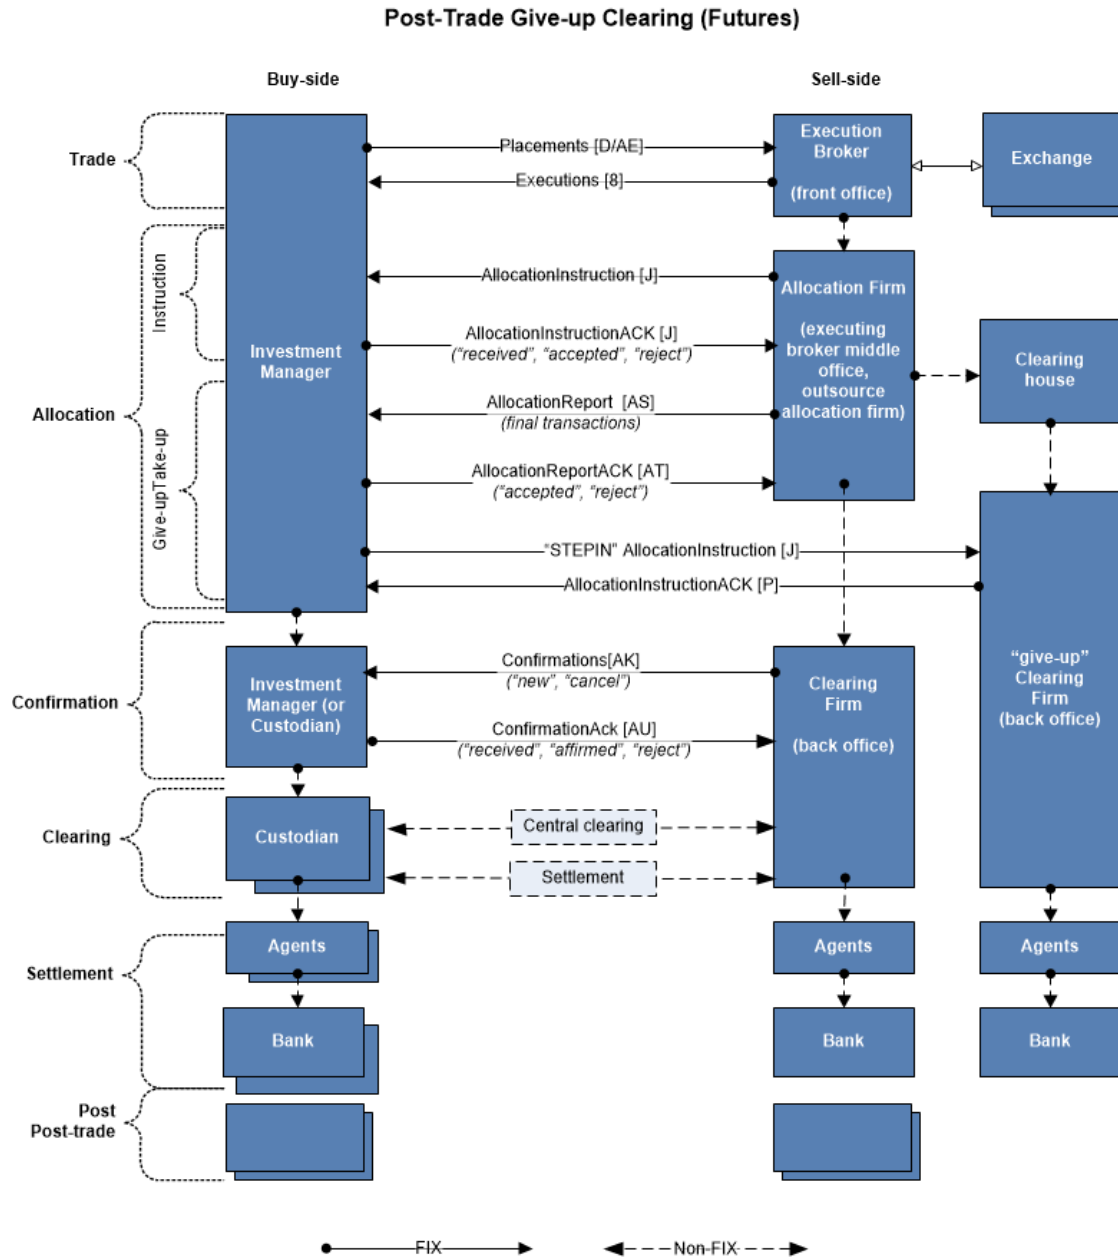 Post-Trade Give-up Clearing (Futures)
Buy-side
Sell-side
Trade
Placements [D/AE]
Executions [8]
Execution
Broker
(front office)
Exchange
Allocation
Instruction
Give-upTake-up
Investment
Manager
AllocationInstruction [J]
AllocationInstructionACK [J]
(“received”, “accepted”, “reject”)
AllocationReport [AS]
(final transactions)
AllocationReportACK [AT]
(“accepted”, “reject”)
“STEPIN” AllocationInstruction [J]
AllocationInstructionACK [P]
Allocation Firm
(executing
broker middle
office,
outsource
allocation firm)
Clearing
house
Confirmation
Investment
Manager (or
Custodian)
Confirmations[AK]
(“new”, “cancel”)
ConfirmationAck [AU]
(“received”, “affirmed”, “reject”)
Clearing
Firm
(back office)
“give-up”
Clearing
Firm
(back office)
Clearing
Custodian
Central clearing
Settlement
Settlement
Agents
Agents
Agents
Bank
Bank
Bank
Post
Post-trade
FIX
Non-FIX